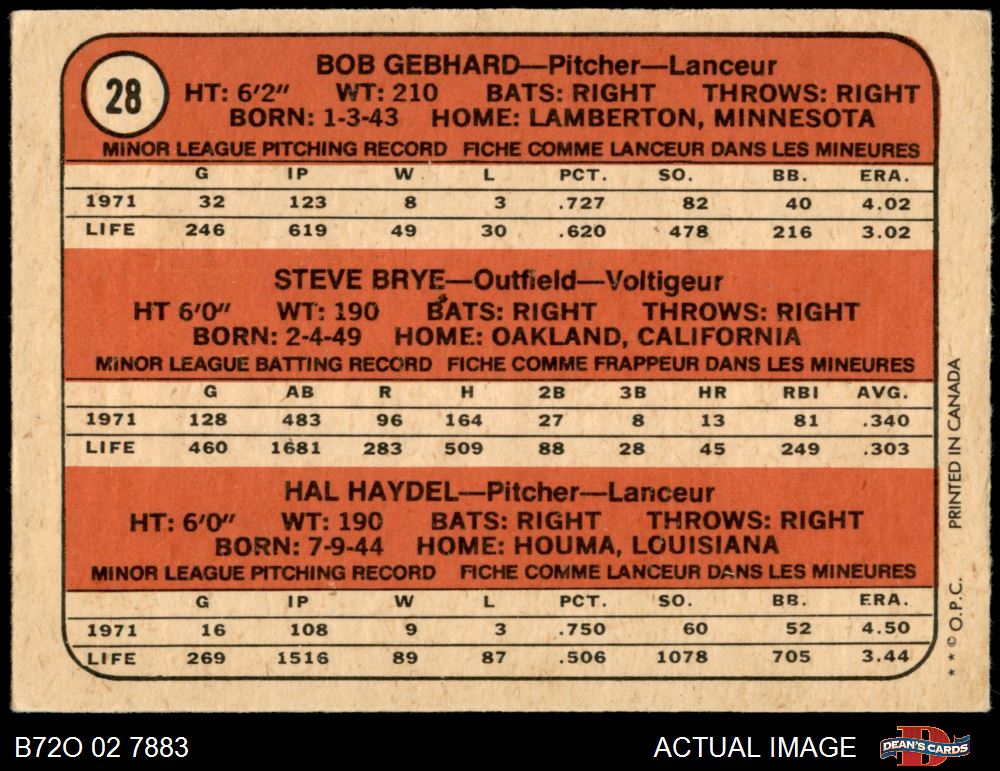 28
BOB GEBHARD—Pitcher—Lanceur
HT: 6'2" WT: 210 BATS: RIGHT THROWS: RIGHT
BORN: 1-3-43 HOME: LAMBERTON, MINNESOTA
MINOR LEAGUE PITCHING RECORD FICHE COMME LANCEUR DANS LES MINEURES
G IP W L PCT. SO. BB. ERA.
1971 32 123 8 3 .727 82 40 4.02
LIFE 246 619 49 30 .620 478 216 3.02
STEVE BRYE—Outfield—Voltigeur
HT 6'0" WT: 190 BATS: RIGHT THROWS: RIGHT
BORN: 2-4-49 HOME: OAKLAND, CALIFORNIA
MINOR LEAGUE BATTING RECORD FICHE COMME FRAPPEUR DANS LES MINEURES
G AB R H 2B 3B HR RBI AVG.
1971 128 483 96 164 27 8 13 81 .340
LIFE 460 1681 283 509 88 28 45 249 .303
HAL HAYDEL—Pitcher—Lanceur
HT: 6'0" WT: 190 BATS: RIGHT THROWS: RIGHT
BORN: 7-9-44 HOME: HOUMA, LOUISIANA
MINOR LEAGUE PITCHING RECORD FICHE COMME LANCEUR DANS LES MINEURES
G IP W L PCT. SO. BB. ERA.
1971 16 108 9 3 .750 60 52 4.50
LIFE 269 1516 89 87 .506 1078 705 3.44
* * © O.P.C. PRINTED IN CANADA
B72O 02 7883
ACTUAL IMAGE
DEAN'S CARDS